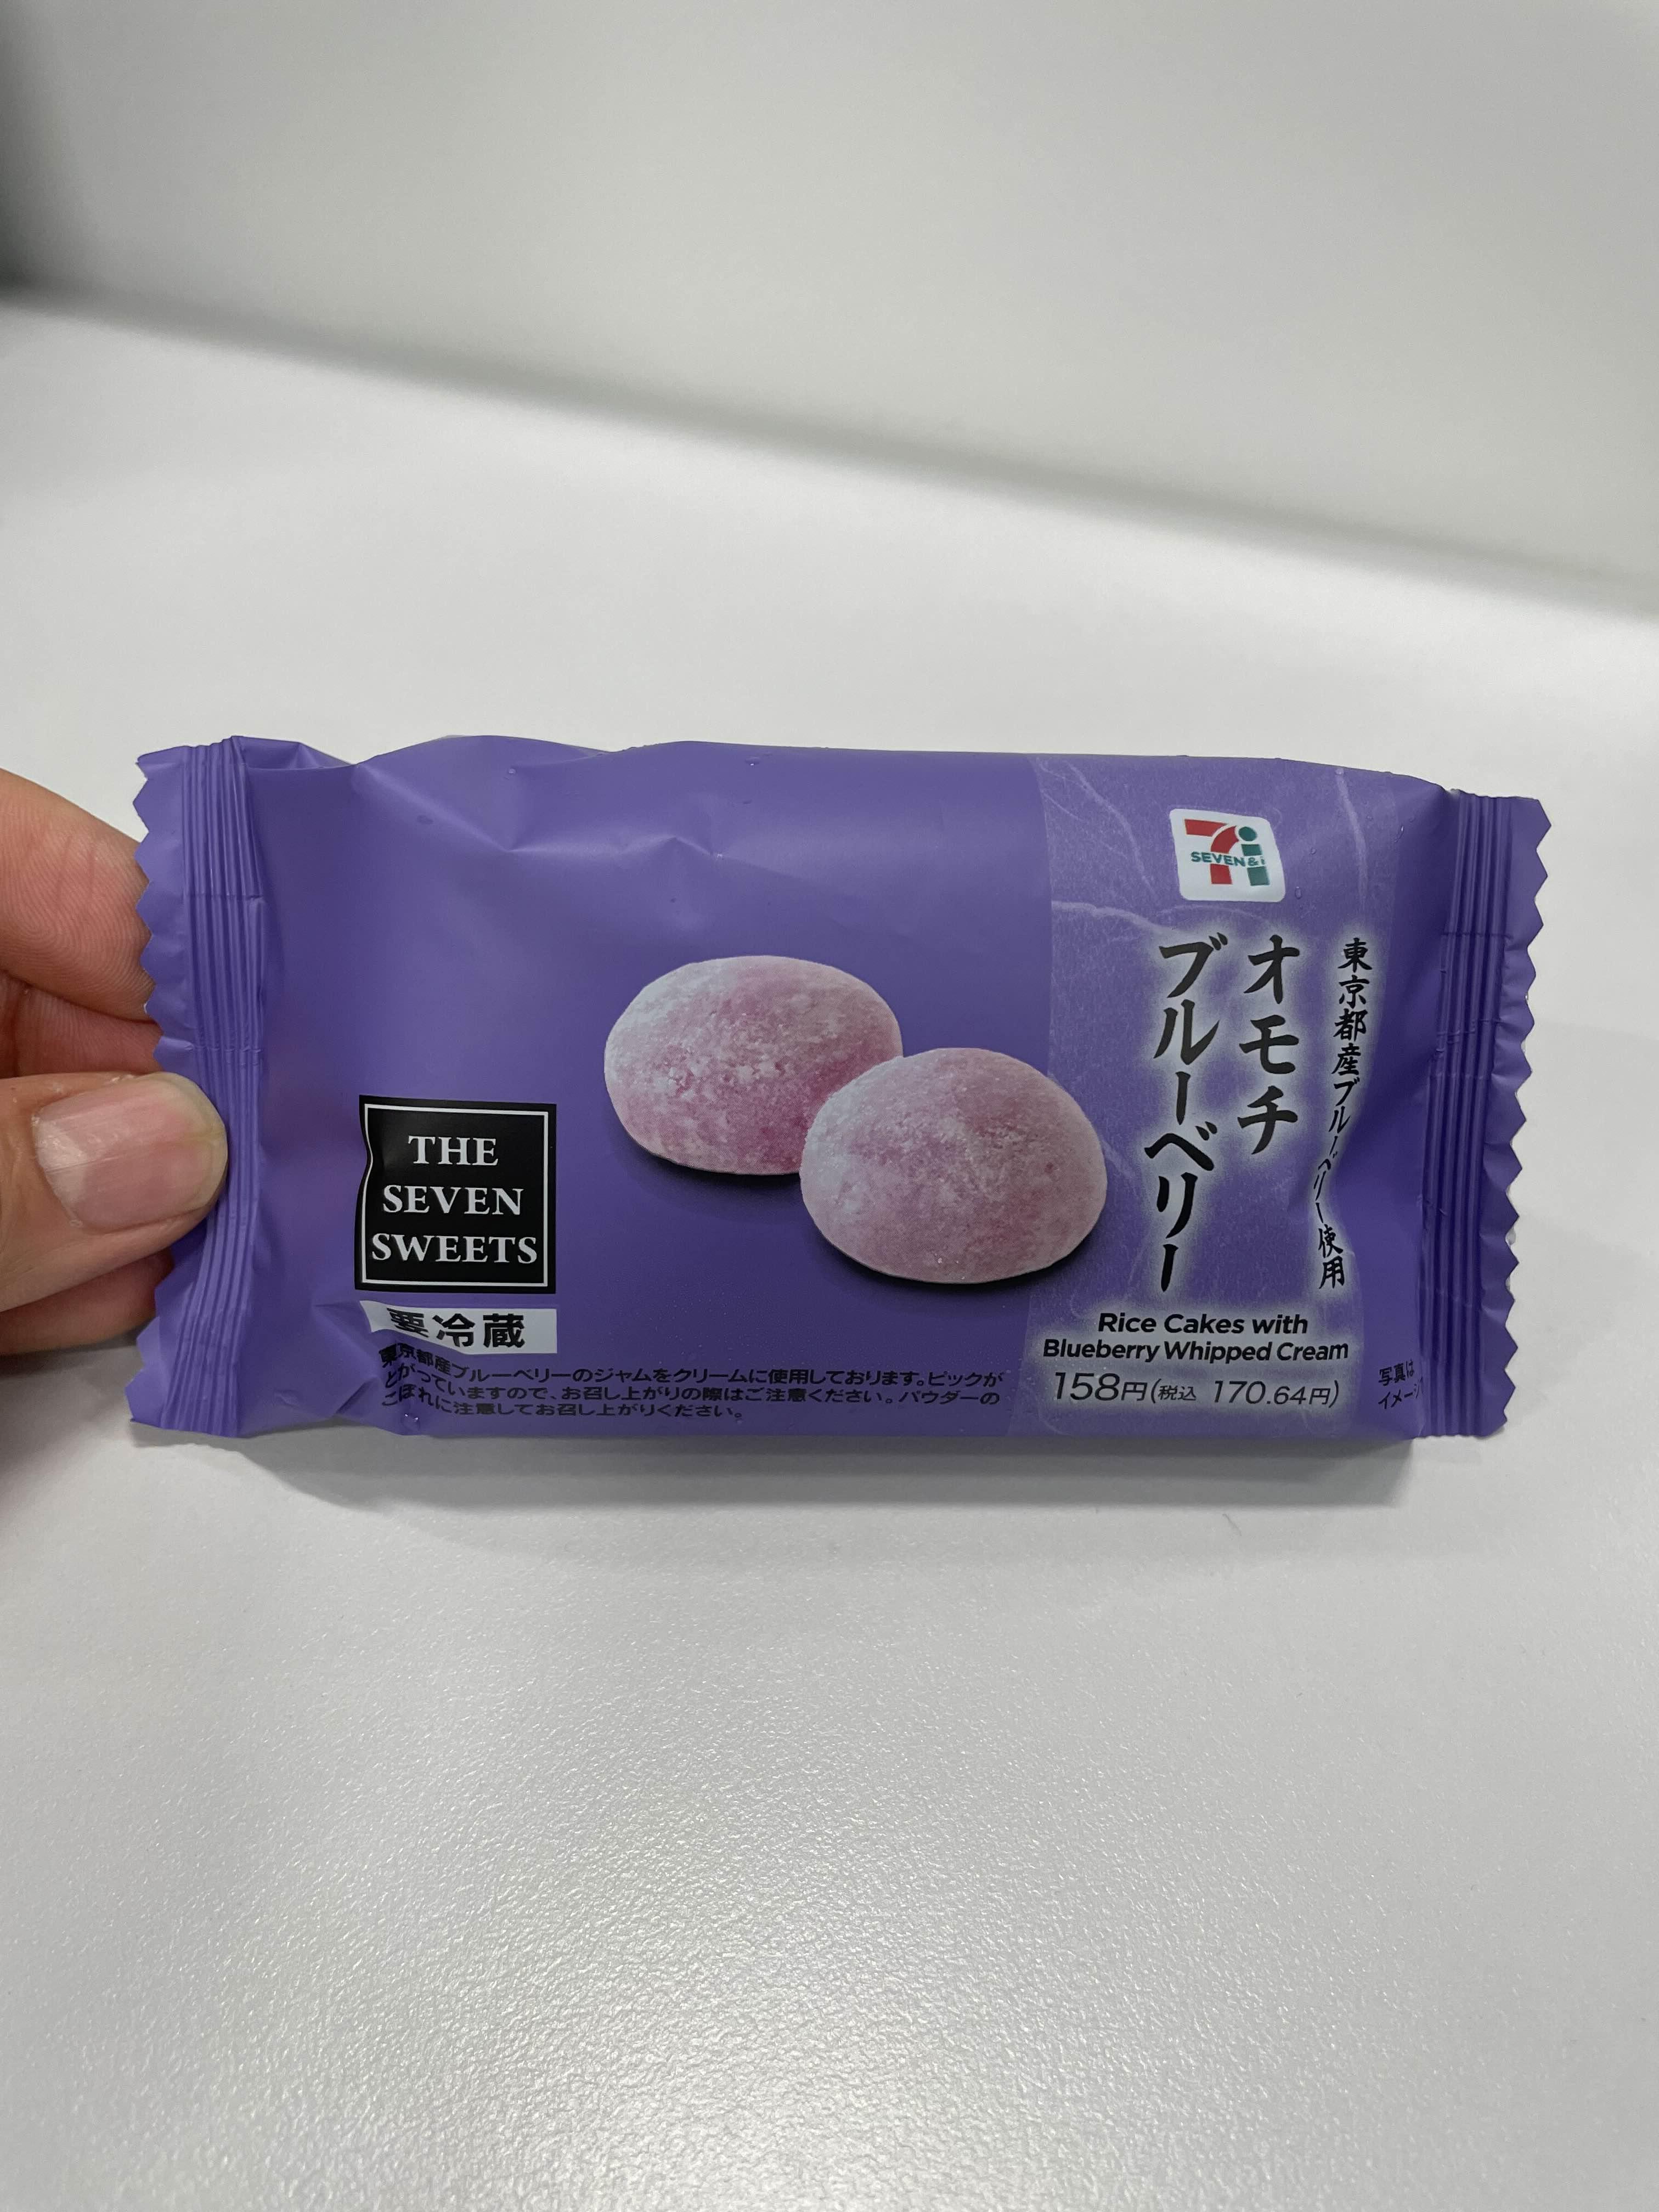 SEVEN&i
東京都産ブルーベリー使用
オモチ
ブルーベリー
Rice Cakes with
Blueberry Whipped Cream
158円(税込 170.64円)
写真は
イメージ
THE
SEVEN
SWEETS
要冷蔵
東京都産ブルーベリーのジャムをクリームに使用しております。ピックが
とがっていますので、お召し上がりの際はご注意ください。パウダーの
こぼれに注意してお召し上がりください。